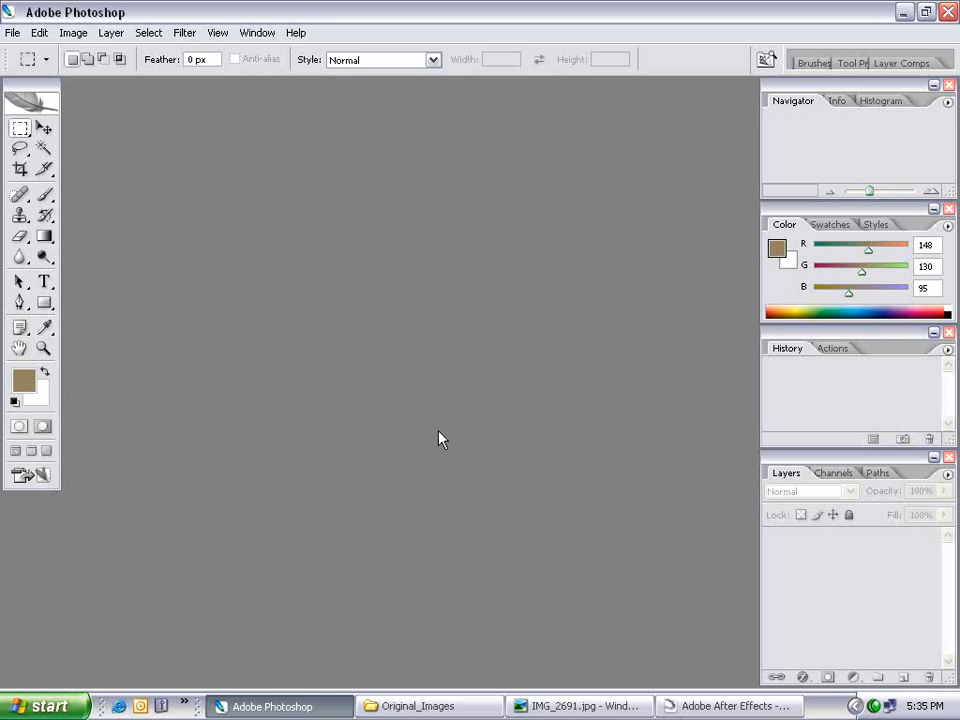 Adobe Photoshop
File Edit Image Layer Select Filter View Window Help
Feather: 0 px Anti-alias Style: Normal Width: Height: Brushes Tool Pr Layer Comps
Navigator Info Histogram
Color Swatches Styles
R 148
G 130
B 95
T
History Actions
Layers Channels Paths
Normal Opacity: 100%
Lock: Fill: 100%
start Adobe Photoshop Original_Images IMG_2691.jpg - Wind... Adobe After Effects - ... 5:35 PM